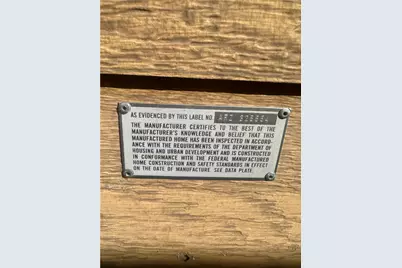 AS EVIDENCED BY THIS LABEL NO.
THE MANUFACTURER CERTIFIES TO THE BEST OF THE
MANUFACTURER'S KNOWLEDGE AND BELIEF THAT THIS
MANUFACTURED HOME HAS BEEN INSPECTED IN ACCORD-
ANCE WITH THE REQUIREMENTS OF THE DEPARTMENT OF
HOUSING AND URBAN DEVELOPMENT AND IS CONSTRUCTED
IN CONFORMANCE WITH THE FEDERAL MANUFACTURED
HOME CONSTRUCTION AND SAFETY STANDARDS IN EFFECT
ON THE DATE OF MANUFACTURE. SEE DATA PLATE.